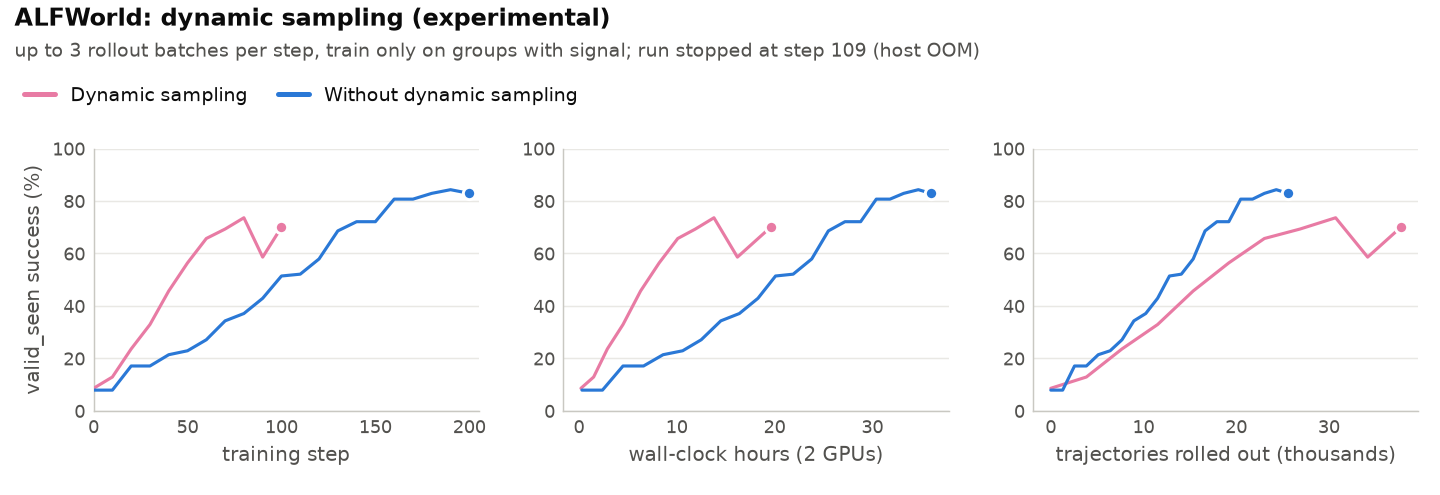 ALFWorld: dynamic sampling (experimental)
up to 3 rollout batches per step, train only on groups with signal; run stopped at step 109 (host OOM)
Dynamic sampling
Without dynamic sampling
valid_seen success (%)
100
80
60
40
20
0
0 50 100 150 200
training step
100
80
60
40
20
0
0 10 20 30
wall-clock hours (2 GPUs)
100
80
60
40
20
0
0 10 20 30
trajectories rolled out (thousands)